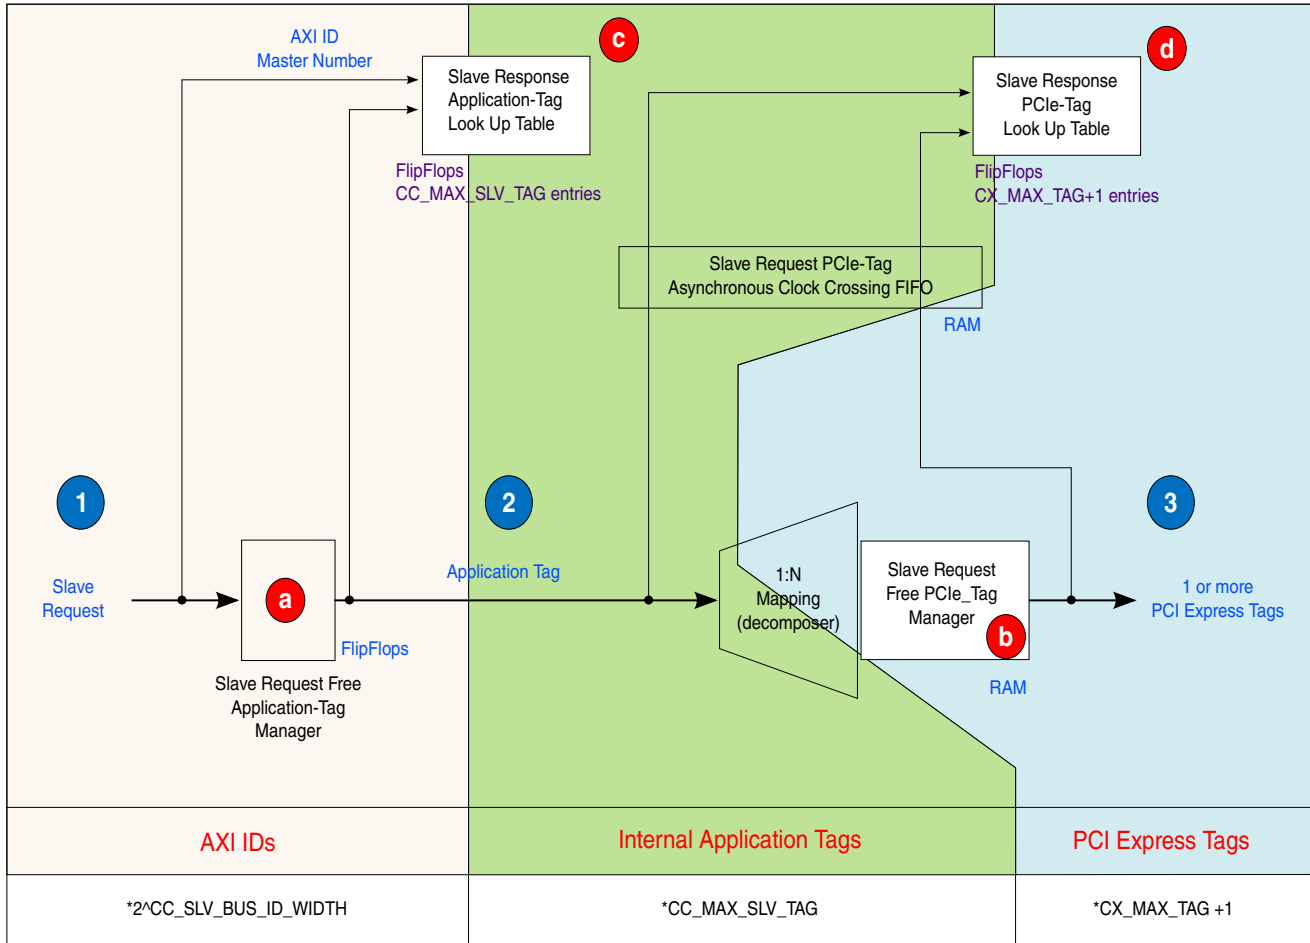 AXI ID
Master Number
c
d
Slave Response
Application-Tag
Look Up Table
Slave Response
PCIe-Tag
Look Up Table
FlipFlops
CC_MAX_SLV_TAG entries
FlipFlops
CX_MAX_TAG+1 entries
Slave Request PCIe-Tag
Asynchronous Clock Crossing FIFO
RAM
1
2
3
Slave
Request
a
FlipFlops
Slave Request Free
Application-Tag
Manager
Application Tag
1:N
Mapping
(decomposer)
Slave Request
Free PCIe_Tag
Manager
b
RAM
1 or more
PCI Express Tags
AXI IDs
Internal Application Tags
PCI Express Tags
*2^CC_SLV_BUS_ID_WIDTH
*CC_MAX_SLV_TAG
*CX_MAX_TAG +1